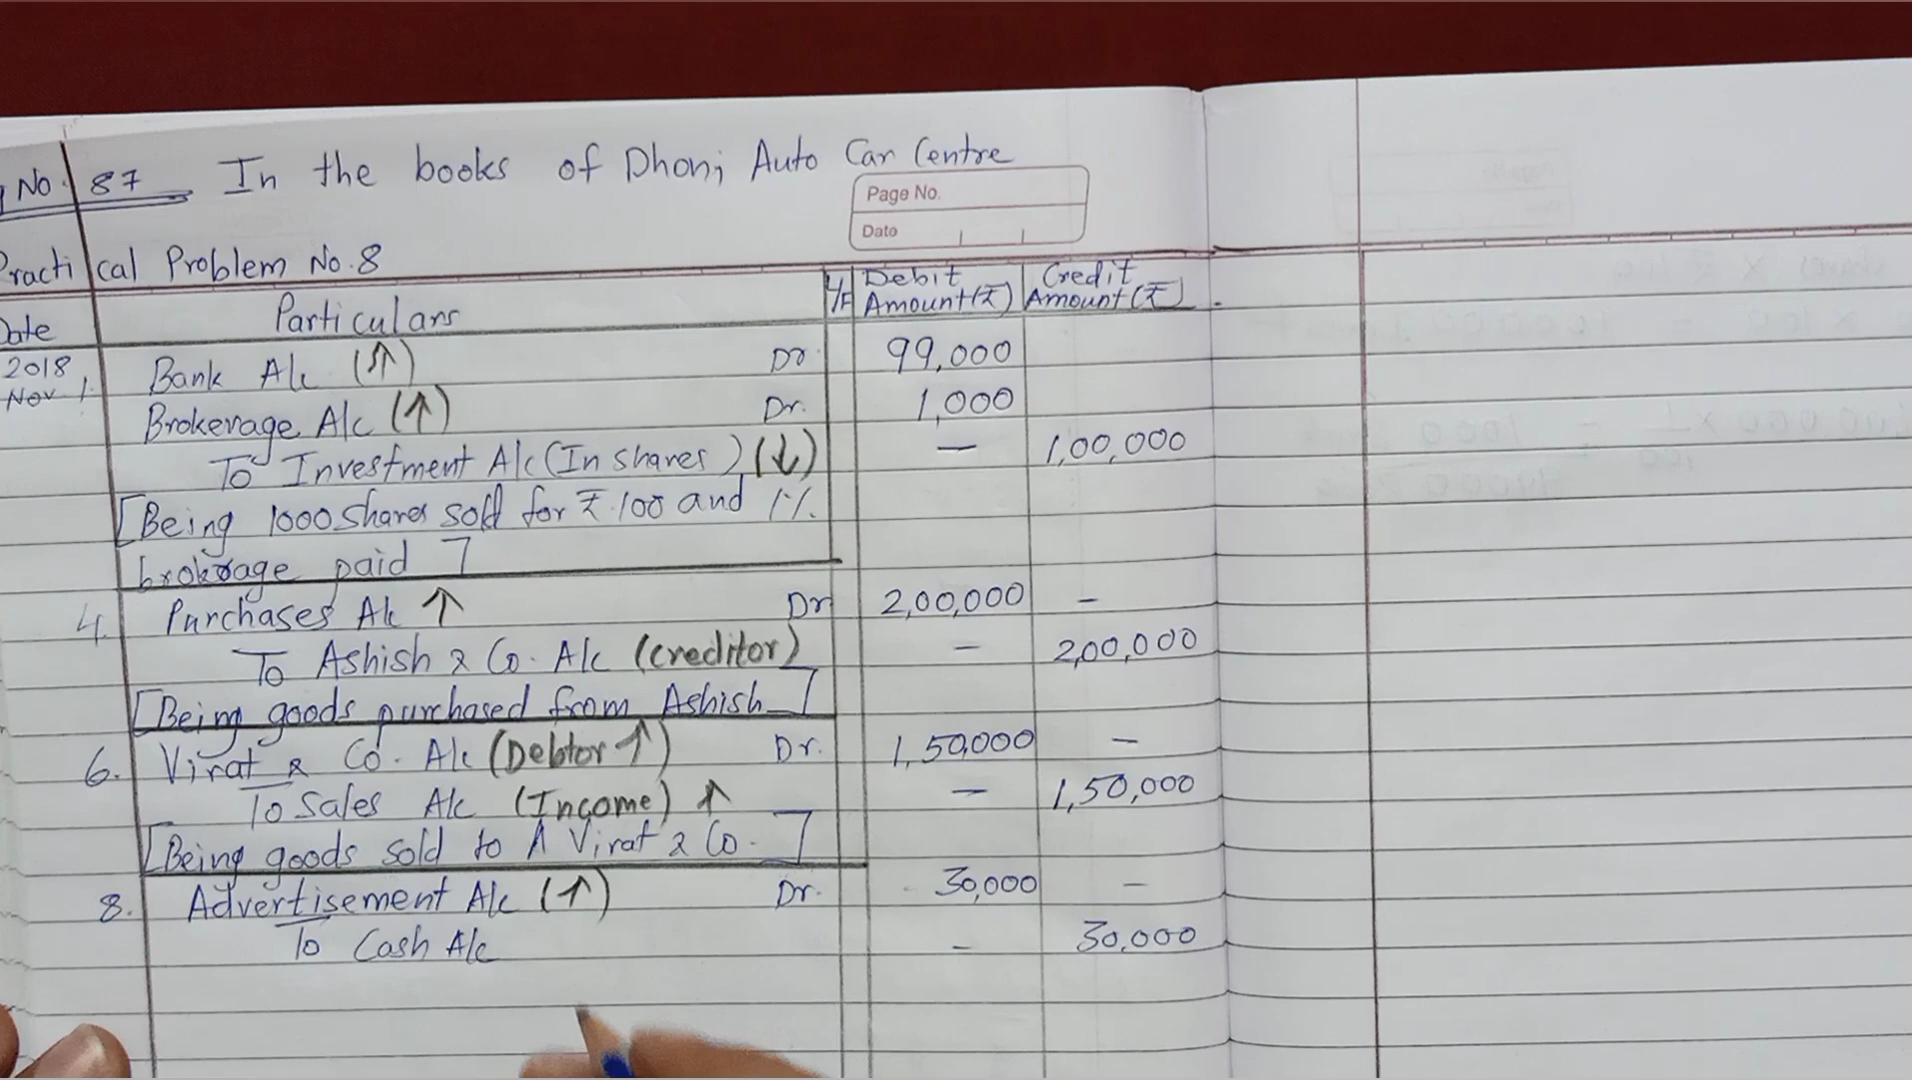 No. 87 In the books of Dhoni Auto Car Centre
Page No.
Date
Practical Problem No. 8
Date Particulars L/F Debit Amount (₹) Credit Amount (₹)
2018
Nov. 1. Bank A/c (↑) Dr 99,000
Brokerage A/c (↑) Dr. 1,000
To Investment A/c (In shares) (↓) — 1,00,000
[Being 1000 shares sold for ₹.100 and 1%.
brokrage paid ]
4. Purchases A/c ↑ Dr 2,00,000 —
To Ashish & Co. A/c (creditor) — 2,00,000
[Being goods purchased from Ashish ]
6. Virat & Co. A/c (Debtor ↑) Dr. 1,50,000 —
To Sales A/c (Income) ↑ — 1,50,000
[Being goods sold to A Virat & Co. ]
8. Advertisement A/c (↑) Dr. 30,000 —
To Cash A/c — 30,000